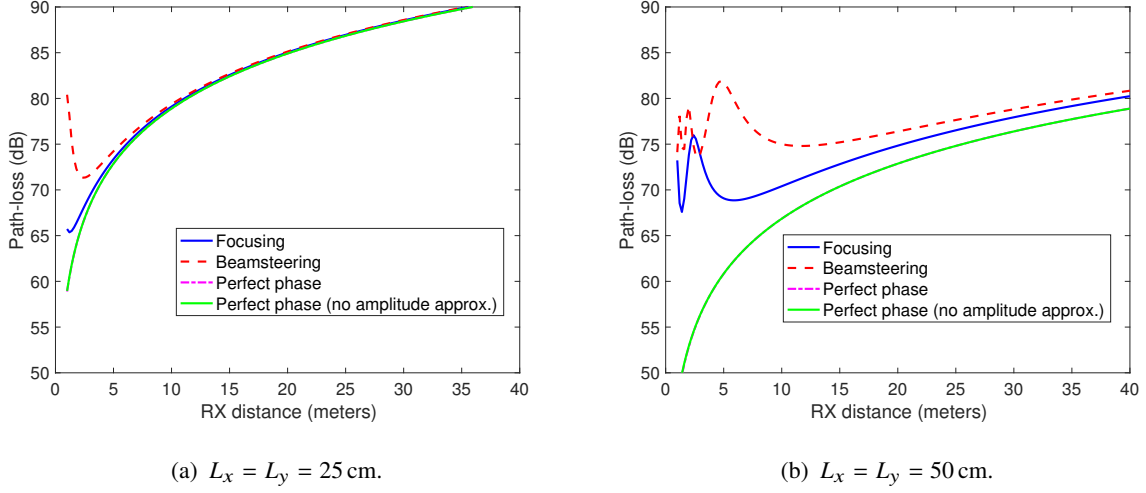 90
85
80
75
70
65
60
55
50
Path-loss (dB)
Focusing
Beamsteering
Perfect phase
Perfect phase (no amplitude approx.)
0 5 10 15 20 25 30 35 40
RX distance (meters)
(a) Lx = Ly = 25 cm.
90
85
80
75
70
65
60
55
50
Path-loss (dB)
Focusing
Beamsteering
Perfect phase
Perfect phase (no amplitude approx.)
0 5 10 15 20 25 30 35 40
RX distance (meters)
(b) Lx = Ly = 50 cm.